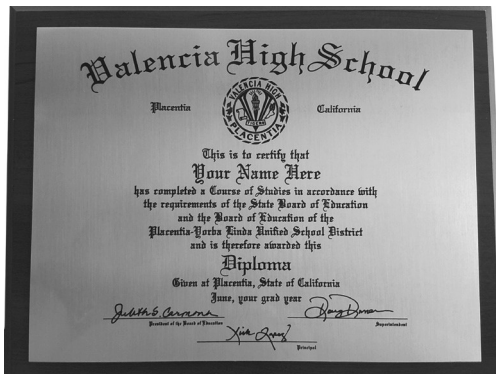 Valencia High School
Placentia California
VALENCIA HIGH
PLACENTIA
This is to certify that
Your Name Here
has completed a Course of Studies in accordance with
the requirements of the State Board of Education
and the Board of Education of the
Placentia-Yorba Linda Unified School District
and is therefore awarded this
Diploma
Given at Placentia, State of California
June, your grad year
President of the Board of Education
Superintendent
Principal